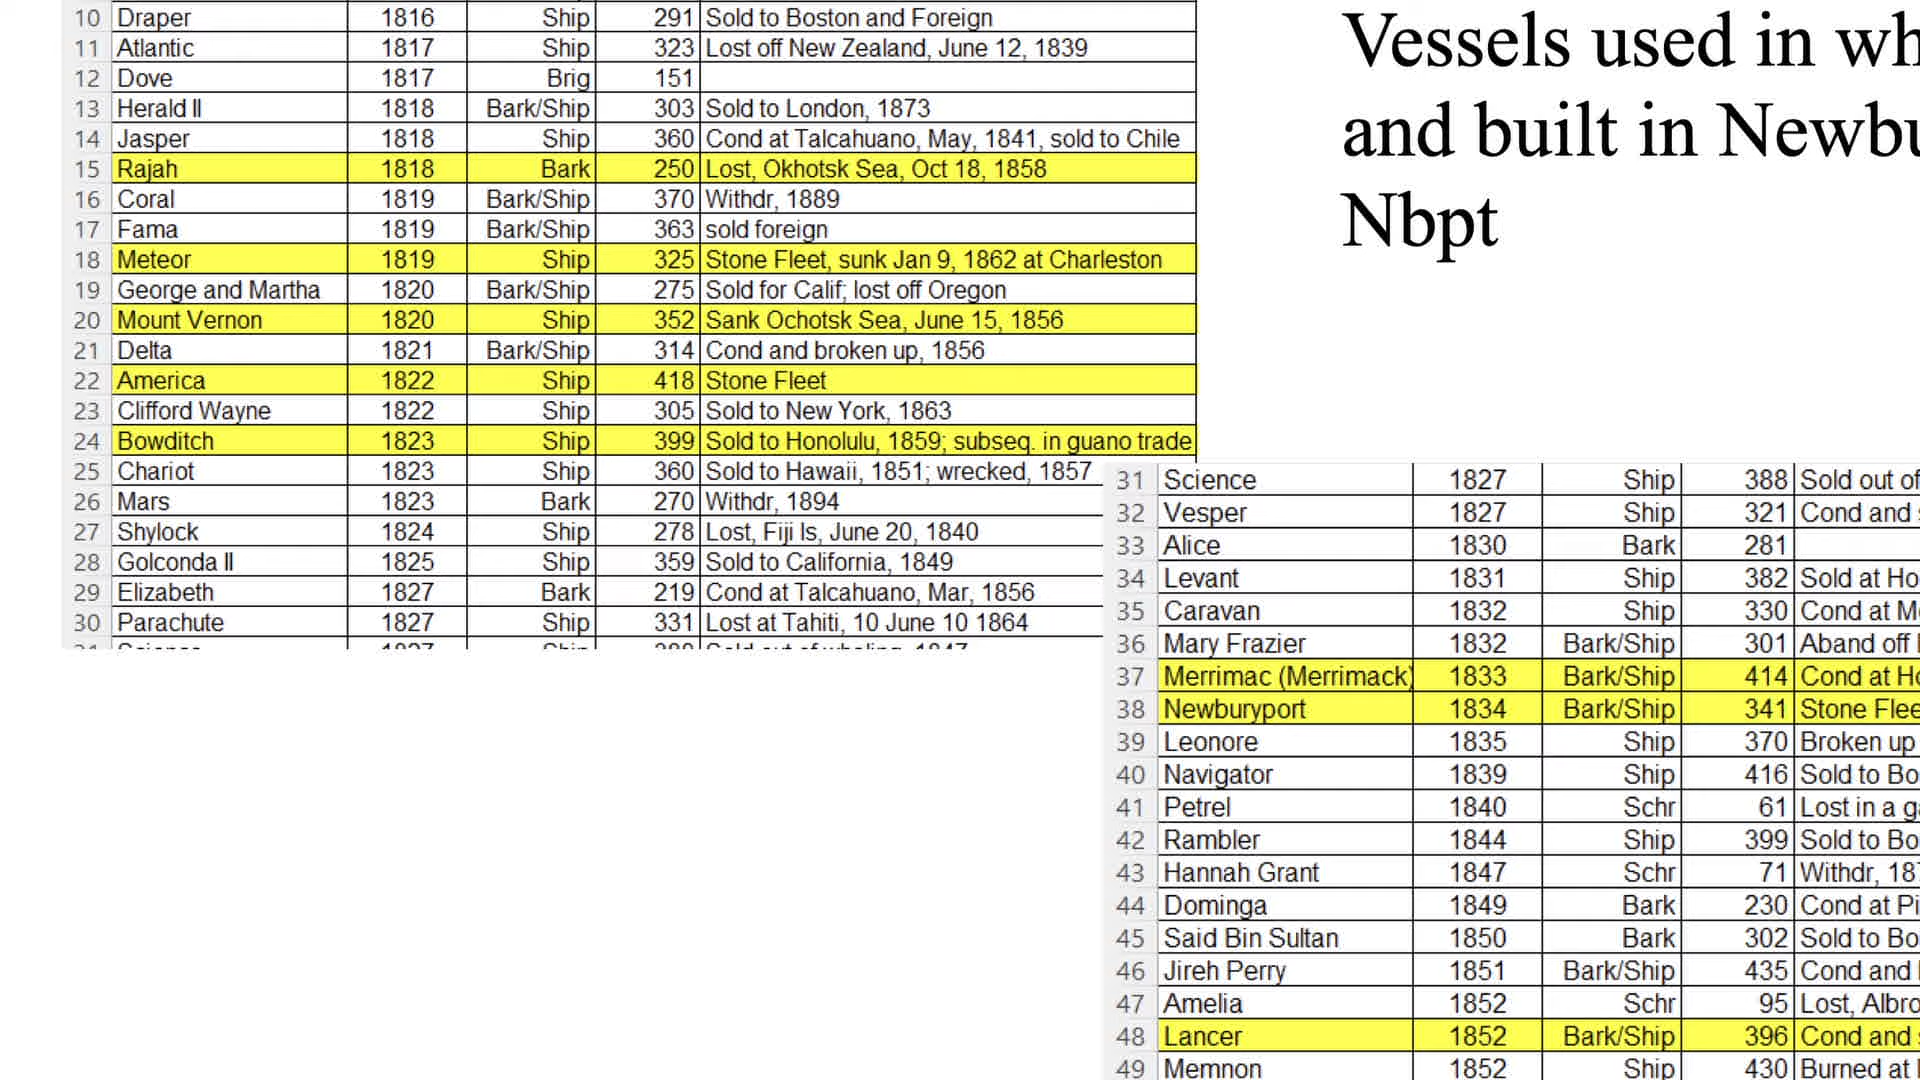 10 Draper 1816 Ship 291 Sold to Boston and Foreign
11 Atlantic 1817 Ship 323 Lost off New Zealand, June 12, 1839
12 Dove 1817 Brig 151
13 Herald II 1818 Bark/Ship 303 Sold to London, 1873
14 Jasper 1818 Ship 360 Cond at Talcahuano, May, 1841, sold to Chile
15 Rajah 1818 Bark 250 Lost, Okhotsk Sea, Oct 18, 1858
16 Coral 1819 Bark/Ship 370 Withdr, 1889
17 Fama 1819 Bark/Ship 363 sold foreign
18 Meteor 1819 Ship 325 Stone Fleet, sunk Jan 9, 1862 at Charleston
19 George and Martha 1820 Bark/Ship 275 Sold for Calif; lost off Oregon
20 Mount Vernon 1820 Ship 352 Sank Ochotsk Sea, June 15, 1856
21 Delta 1821 Bark/Ship 314 Cond and broken up, 1856
22 America 1822 Ship 418 Stone Fleet
23 Clifford Wayne 1822 Ship 305 Sold to New York, 1863
24 Bowditch 1823 Ship 399 Sold to Honolulu, 1859; subseq. in guano trade
25 Chariot 1823 Ship 360 Sold to Hawaii, 1851; wrecked, 1857
26 Mars 1823 Bark 270 Withdr, 1894
27 Shylock 1824 Ship 278 Lost, Fiji Is, June 20, 1840
28 Golconda II 1825 Ship 359 Sold to California, 1849
29 Elizabeth 1827 Bark 219 Cond at Talcahuano, Mar, 1856
30 Parachute 1827 Ship 331 Lost at Tahiti, 10 June 10 1864
Vessels used in wh
and built in Newbu
Nbpt
31 Science 1827 Ship 388 Sold out of
32 Vesper 1827 Ship 321 Cond and
33 Alice 1830 Bark 281
34 Levant 1831 Ship 382 Sold at Ho
35 Caravan 1832 Ship 330 Cond at Mo
36 Mary Frazier 1832 Bark/Ship 301 Aband off
37 Merrimac (Merrimack) 1833 Bark/Ship 414 Cond at Ho
38 Newburyport 1834 Bark/Ship 341 Stone Flee
39 Leonore 1835 Ship 370 Broken up
40 Navigator 1839 Ship 416 Sold to Bo
41 Petrel 1840 Schr 61 Lost in a ga
42 Rambler 1844 Ship 399 Sold to Bo
43 Hannah Grant 1847 Schr 71 Withdr, 187
44 Dominga 1849 Bark 230 Cond at Pi
45 Said Bin Sultan 1850 Bark 302 Sold to Bo
46 Jireh Perry 1851 Bark/Ship 435 Cond and
47 Amelia 1852 Schr 95 Lost, Albro
48 Lancer 1852 Bark/Ship 396 Cond and
49 Memnon 1852 Ship 430 Burned at